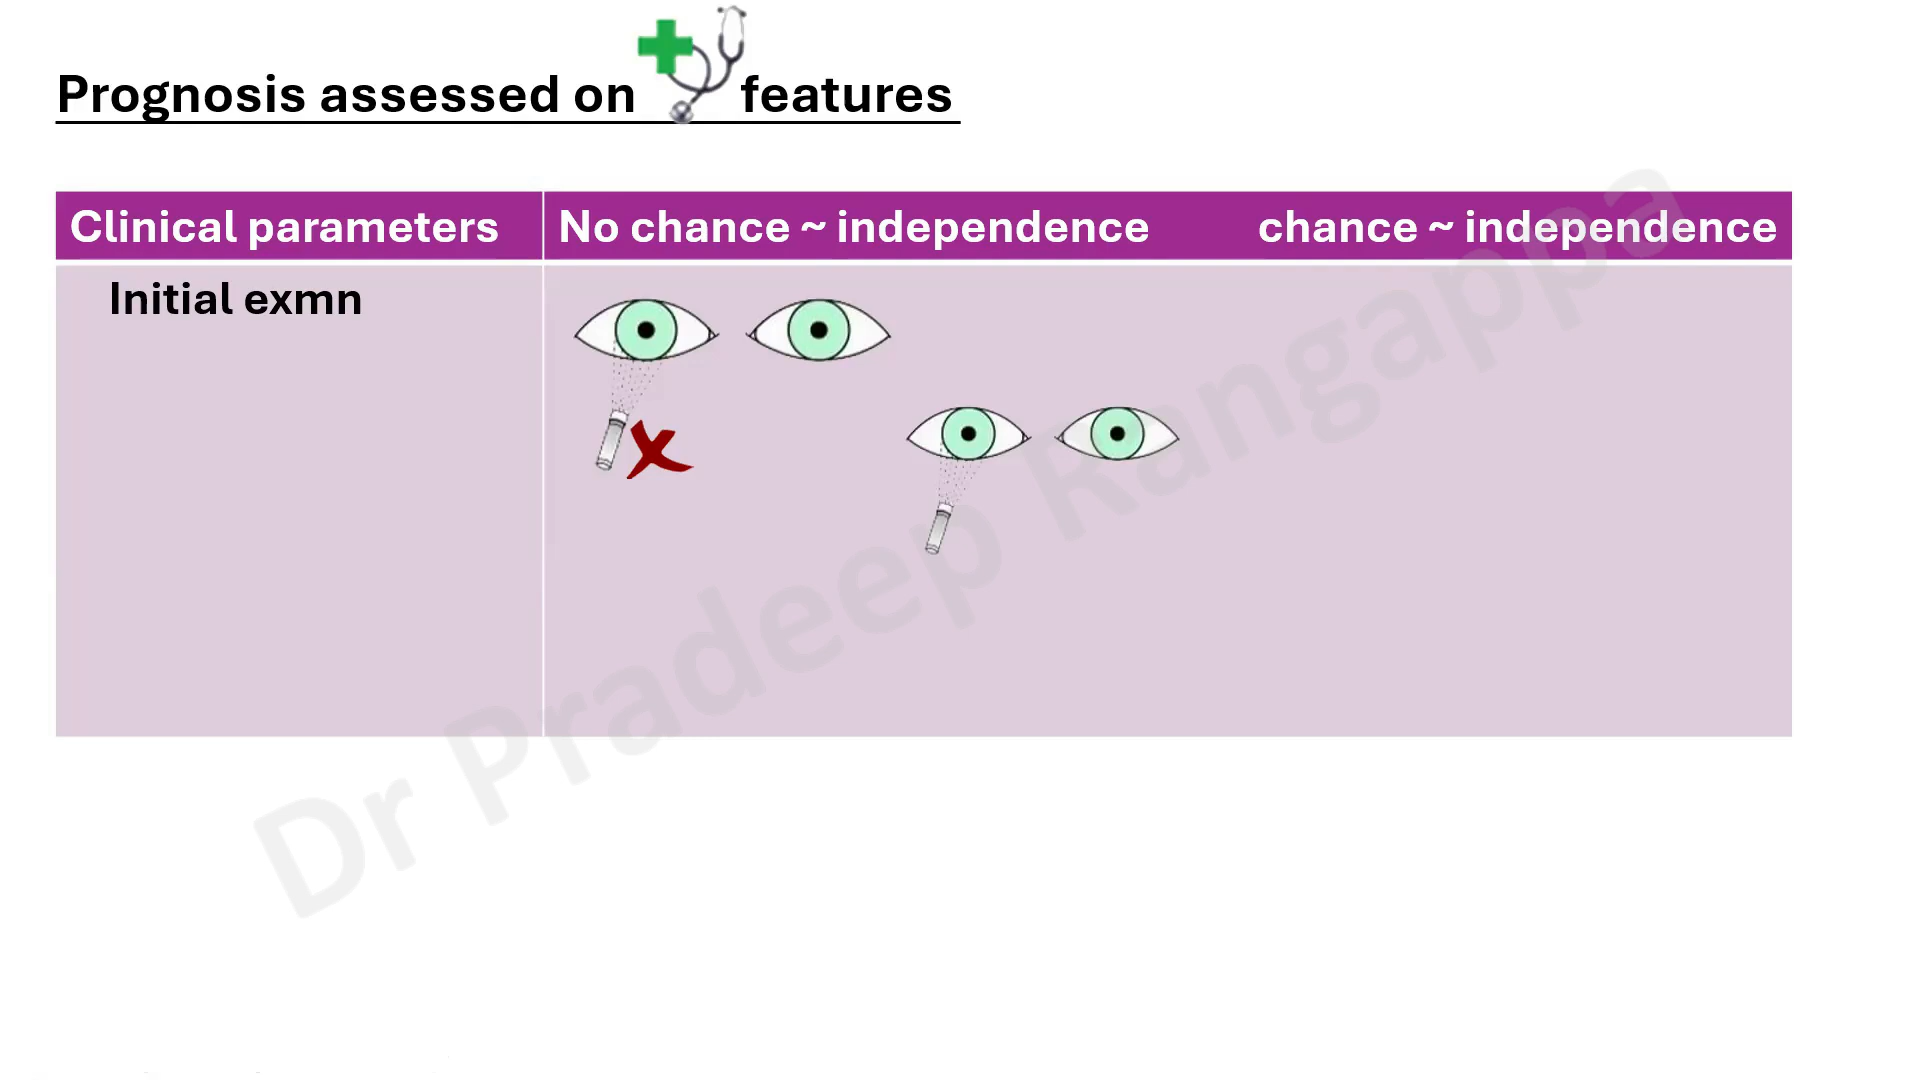 Prognosis assessed on features
Clinical parameters
No chance ~ independence
chance ~ independence
Initial exmn
Dr Pradeep Rangappa